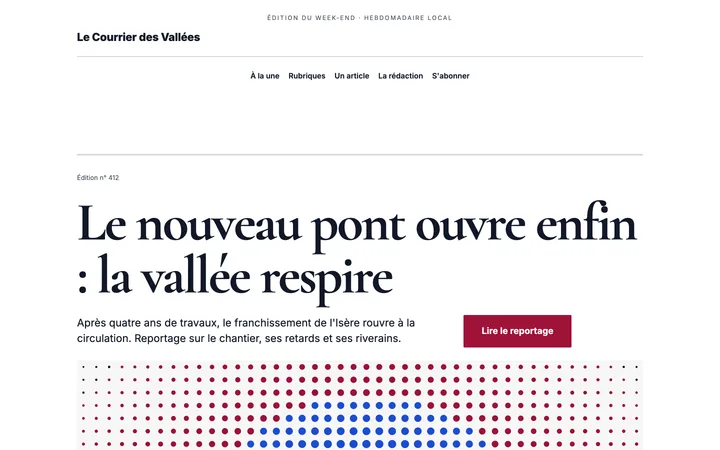 ÉDITION DU WEEK-END · HEBDOMADAIRE LOCAL
Le Courrier des Vallées
À la une Rubriques Un article La rédaction S'abonner
Édition n° 412
Le nouveau pont ouvre enfin
: la vallée respire
Après quatre ans de travaux, le franchissement de l'Isère rouvre à la
circulation. Reportage sur le chantier, ses retards et ses riverains.
Lire le reportage